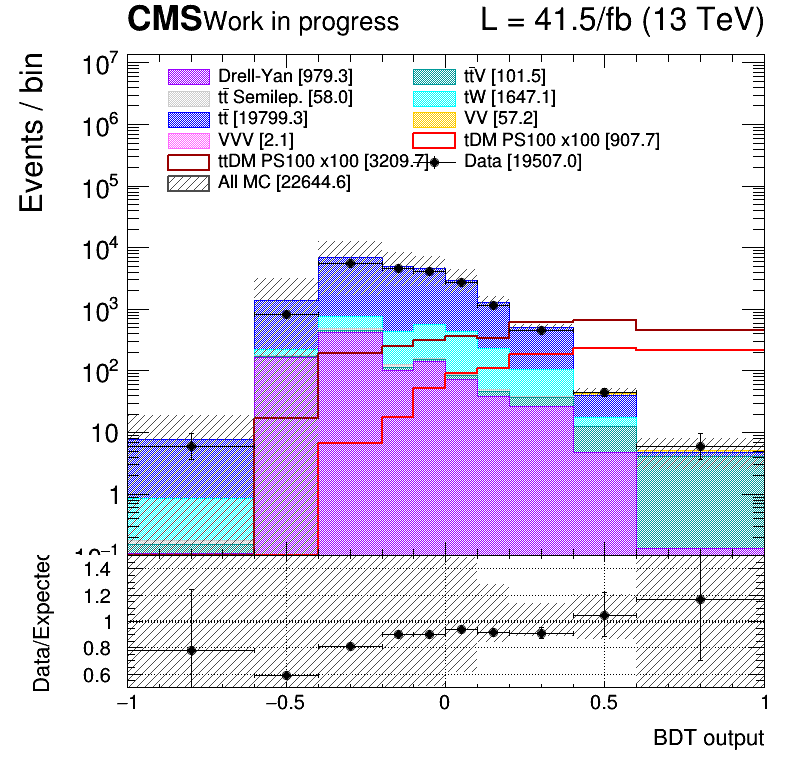 CMS Work in progress L = 41.5/fb (13 TeV)
Events / bin
Drell-Yan [979.3] tt̄V [101.5]
tt̄ Semilep. [58.0] tW [1647.1]
tt̄ [19799.3] VV [57.2]
VVV [2.1] tDM PS100 x100 [907.7]
ttDM PS100 x100 [3209.7] Data [19507.0]
All MC [22644.6]
10⁷
10⁶
10⁵
10⁴
10³
10²
10
1
10⁻¹
Data/Expected
1.4
1.2
1
0.8
0.6
−1 −0.5 0 0.5 1
BDT output